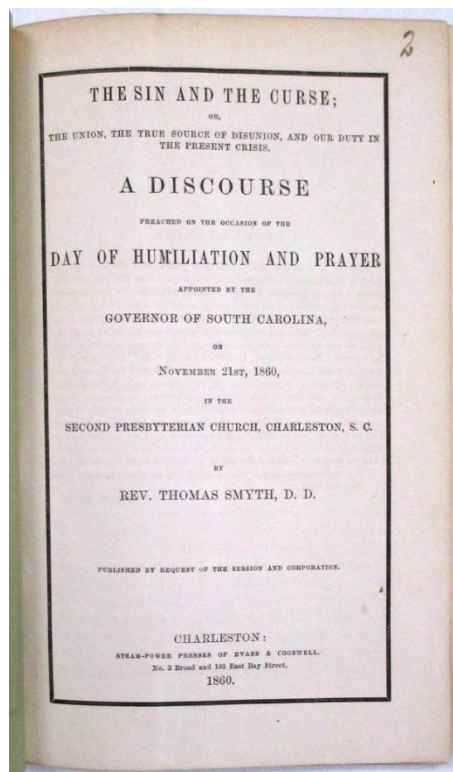 2
THE SIN AND THE CURSE;
OR,
THE UNION, THE TRUE SOURCE OF DISUNION, AND OUR DUTY IN
THE PRESENT CRISIS.
A DISCOURSE
PREACHED ON THE OCCASION OF THE
DAY OF HUMILIATION AND PRAYER
APPOINTED BY THE
GOVERNOR OF SOUTH CAROLINA,
ON
NOVEMBER 21ST, 1860,
IN THE
SECOND PRESBYTERIAN CHURCH, CHARLESTON, S. C.
BY
REV. THOMAS SMYTH, D. D.
PUBLISHED BY REQUEST OF THE SESSION AND CORPORATION.
CHARLESTON:
STEAM-POWER PRESSES OF EVANS & COGSWELL.
No. 3 Broad and 103 East Bay Street.
1860.